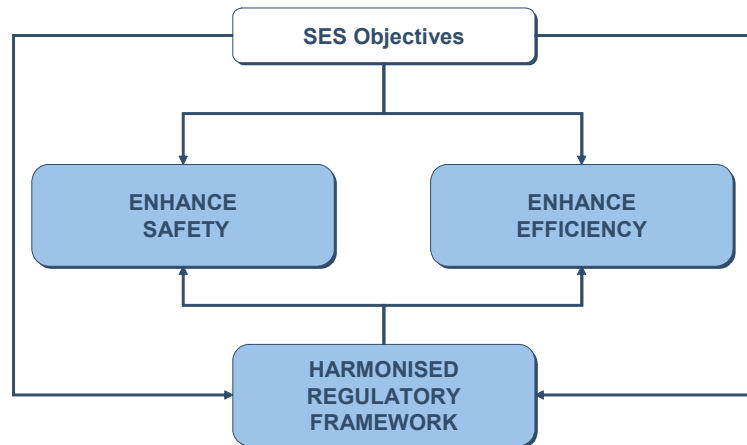 SES Objectives
ENHANCE
SAFETY
ENHANCE
EFFICIENCY
HARMONISED
REGULATORY
FRAMEWORK